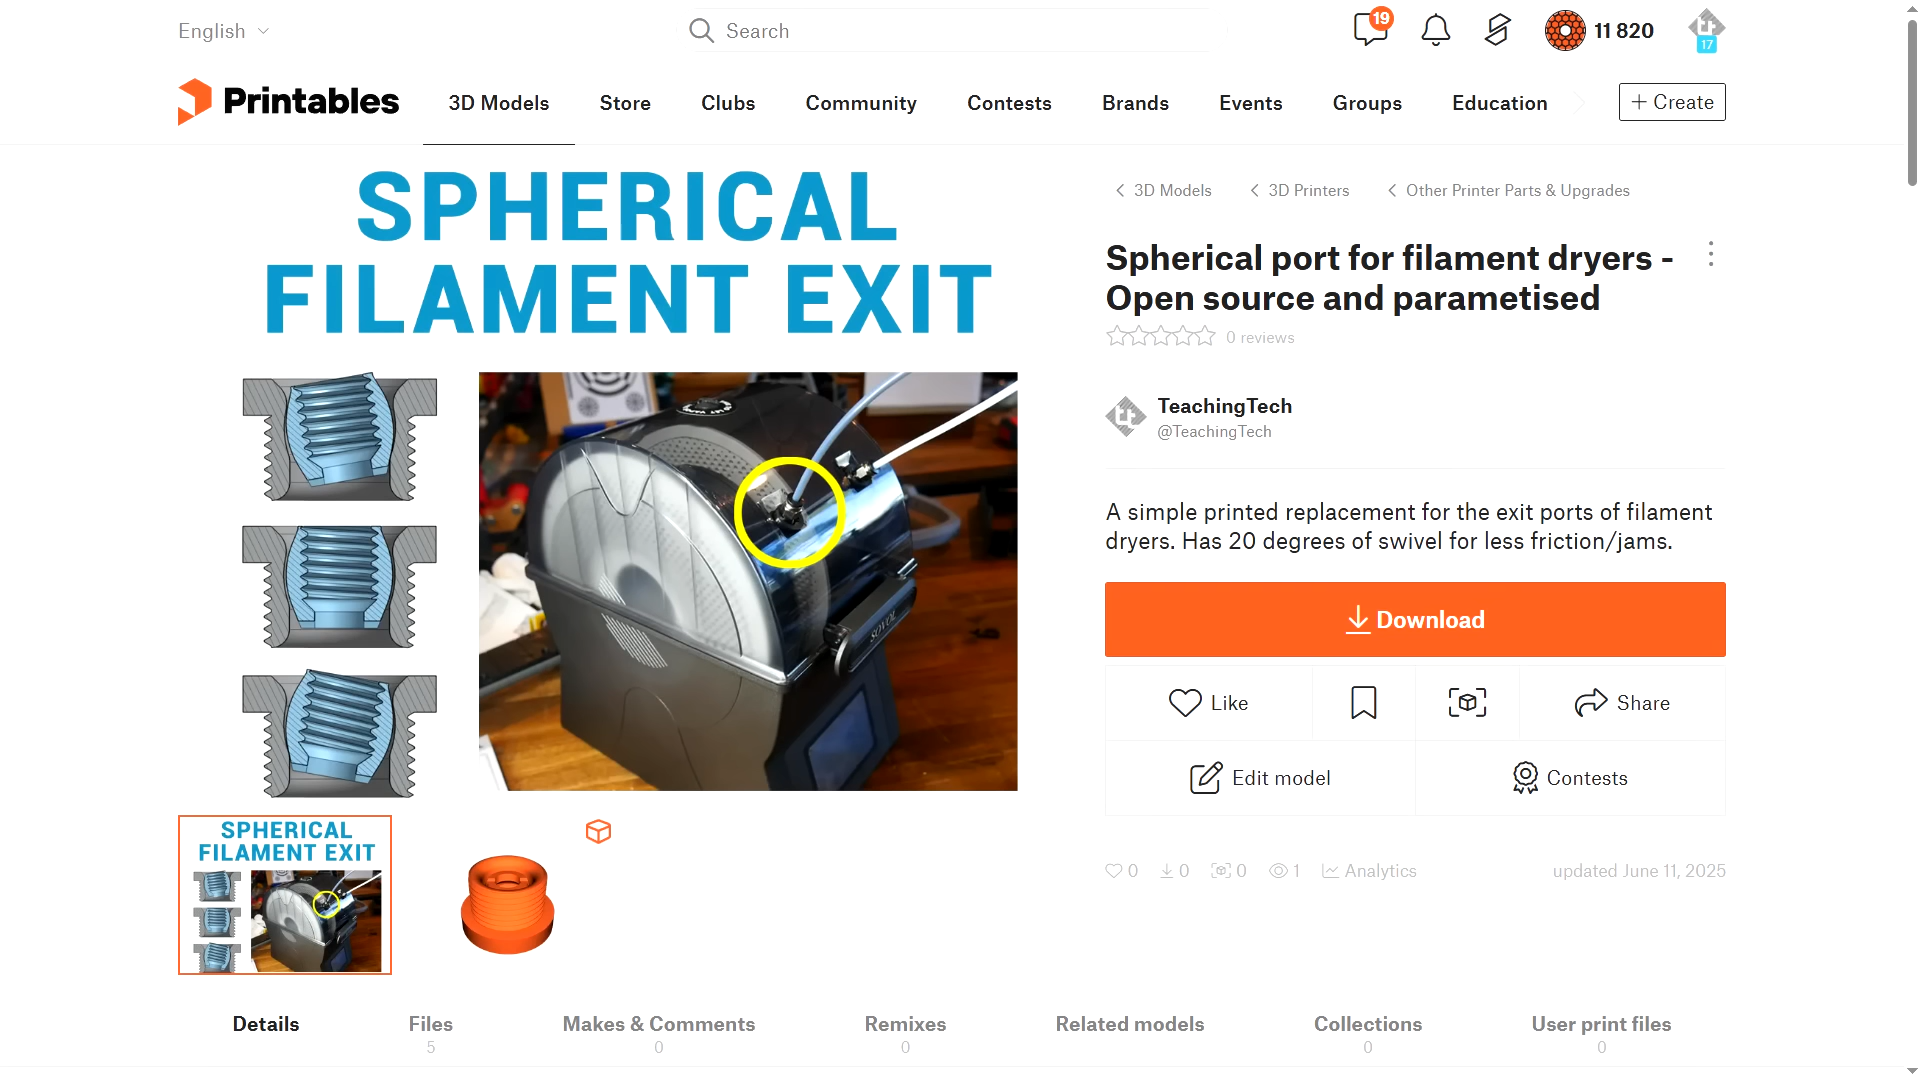 English
Search
19
11 820
17
Printables
3D Models
Store
Clubs
Community
Contests
Brands
Events
Groups
Education
+ Create
SPHERICAL
FILAMENT EXIT
3D Models
3D Printers
Other Printer Parts & Upgrades
Spherical port for filament dryers -
Open source and parametised
0 reviews
TeachingTech
@TeachingTech
A simple printed replacement for the exit ports of filament
dryers. Has 20 degrees of swivel for less friction/jams.
Download
Like
Share
Edit model
Contests
0
0
0
1
Analytics
updated June 11, 2025
SOVOL
SPHERICAL
FILAMENT EXIT
Details
Files
5
Makes & Comments
0
Remixes
0
Related models
Collections
0
User print files
0